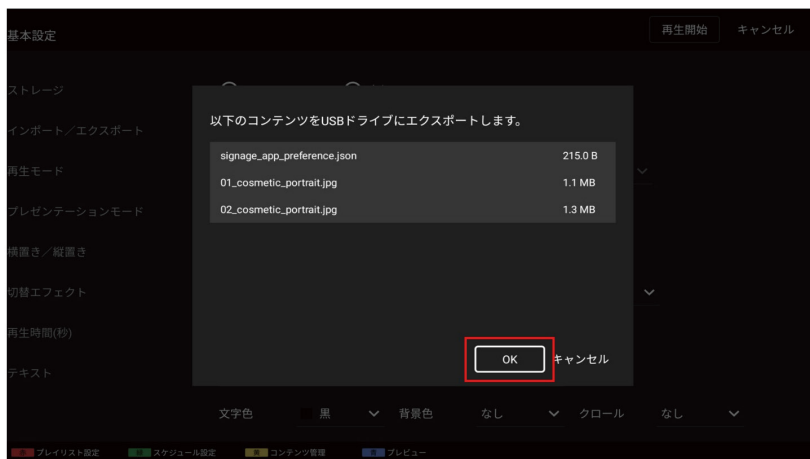 基本設定
再生開始 キャンセル
ストレージ
以下のコンテンツをUSBドライブにエクスポートします。
インポート／エクスポート
signage_app_preference.json 215.0 B
再生モード
01_cosmetic_portrait.jpg 1.1 MB
プレゼンテーションモード
02_cosmetic_portrait.jpg 1.3 MB
横置き／縦置き
切替エフェクト
再生時間(秒)
OK キャンセル
テキスト
文字色 黒 背景色 なし クロール なし
プレイリスト設定 スケジュール設定 コンテンツ管理 プレビュー